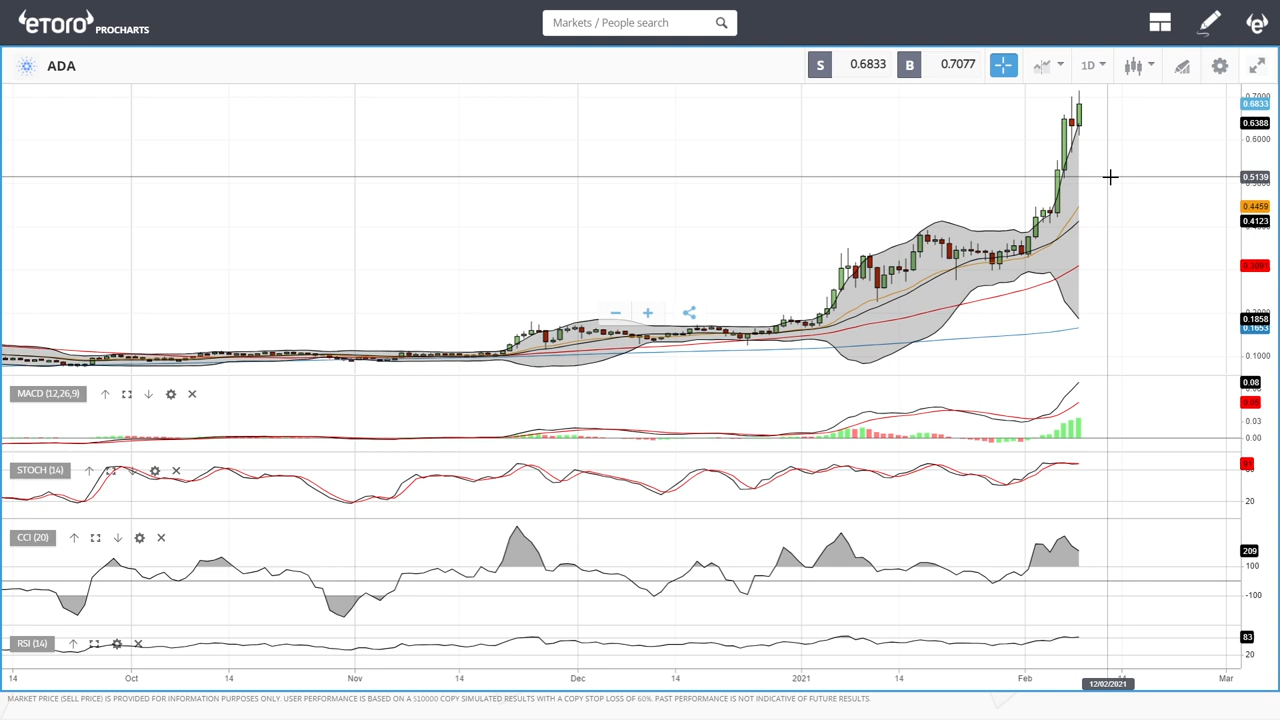 eTORO PROCHARTS
Markets / People search
ADA
S 0.6833 B 0.7077
1D
0.7000
0.6833
0.6388
0.6000
0.5139
0.4459
0.4123
0.1858
0.1653
0.1000
MACD (12,26,9)
0.08
0.03
0.00
STOCH (14)
20
CCI (20)
209
100
-100
RSI (14)
83
20
14 Oct 14 Nov 14 Dec 14 2021 14 Feb Mar
12/02/2021
MARKET PRICE (SELL PRICE) IS PROVIDED FOR INFORMATION PURPOSES ONLY. USER PERFORMANCE IS BASED ON A $10000 COPY SIMULATED RESULTS WITH A COPY STOP LOSS OF 60%. PAST PERFORMANCE IS NOT INDICATIVE OF FUTURE RESULTS.